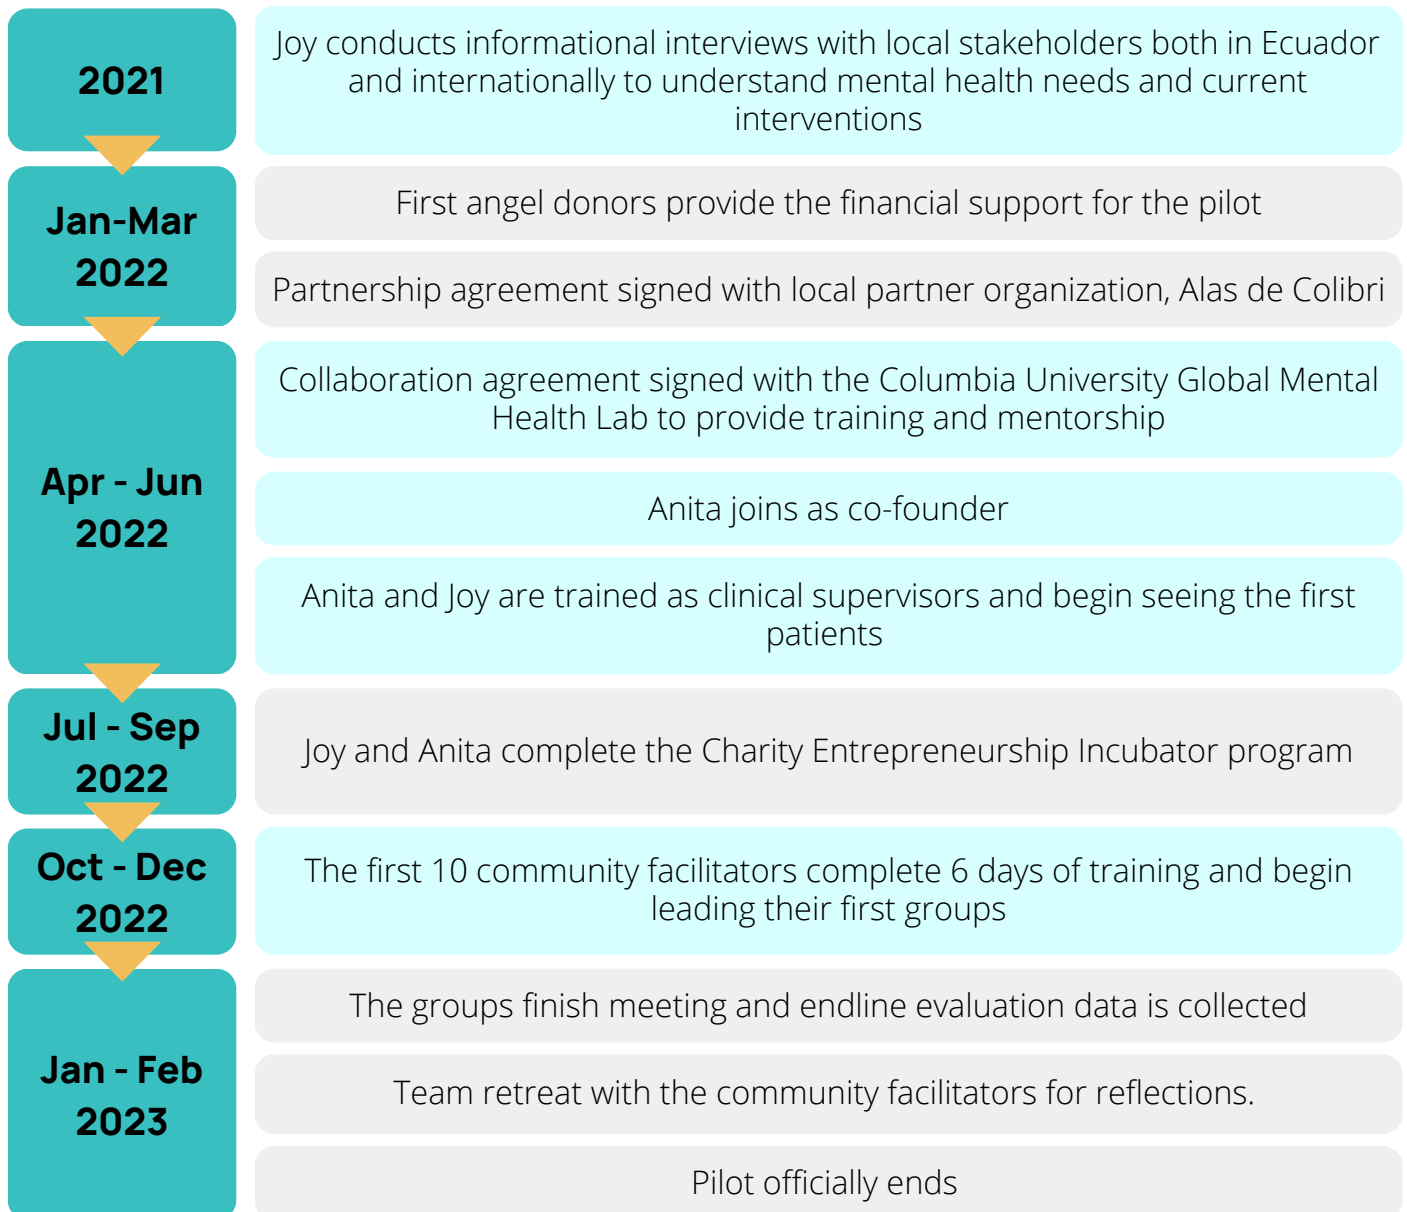 2021
Joy conducts informational interviews with local stakeholders both in Ecuador
and internationally to understand mental health needs and current
interventions
Jan-Mar
2022
First angel donors provide the financial support for the pilot
Partnership agreement signed with local partner organization, Alas de Colibri
Apr - Jun
2022
Collaboration agreement signed with the Columbia University Global Mental
Health Lab to provide training and mentorship
Anita joins as co-founder
Anita and Joy are trained as clinical supervisors and begin seeing the first
patients
Jul - Sep
2022
Joy and Anita complete the Charity Entrepreneurship Incubator program
Oct - Dec
2022
The first 10 community facilitators complete 6 days of training and begin
leading their first groups
Jan - Feb
2023
The groups finish meeting and endline evaluation data is collected
Team retreat with the community facilitators for reflections.
Pilot officially ends